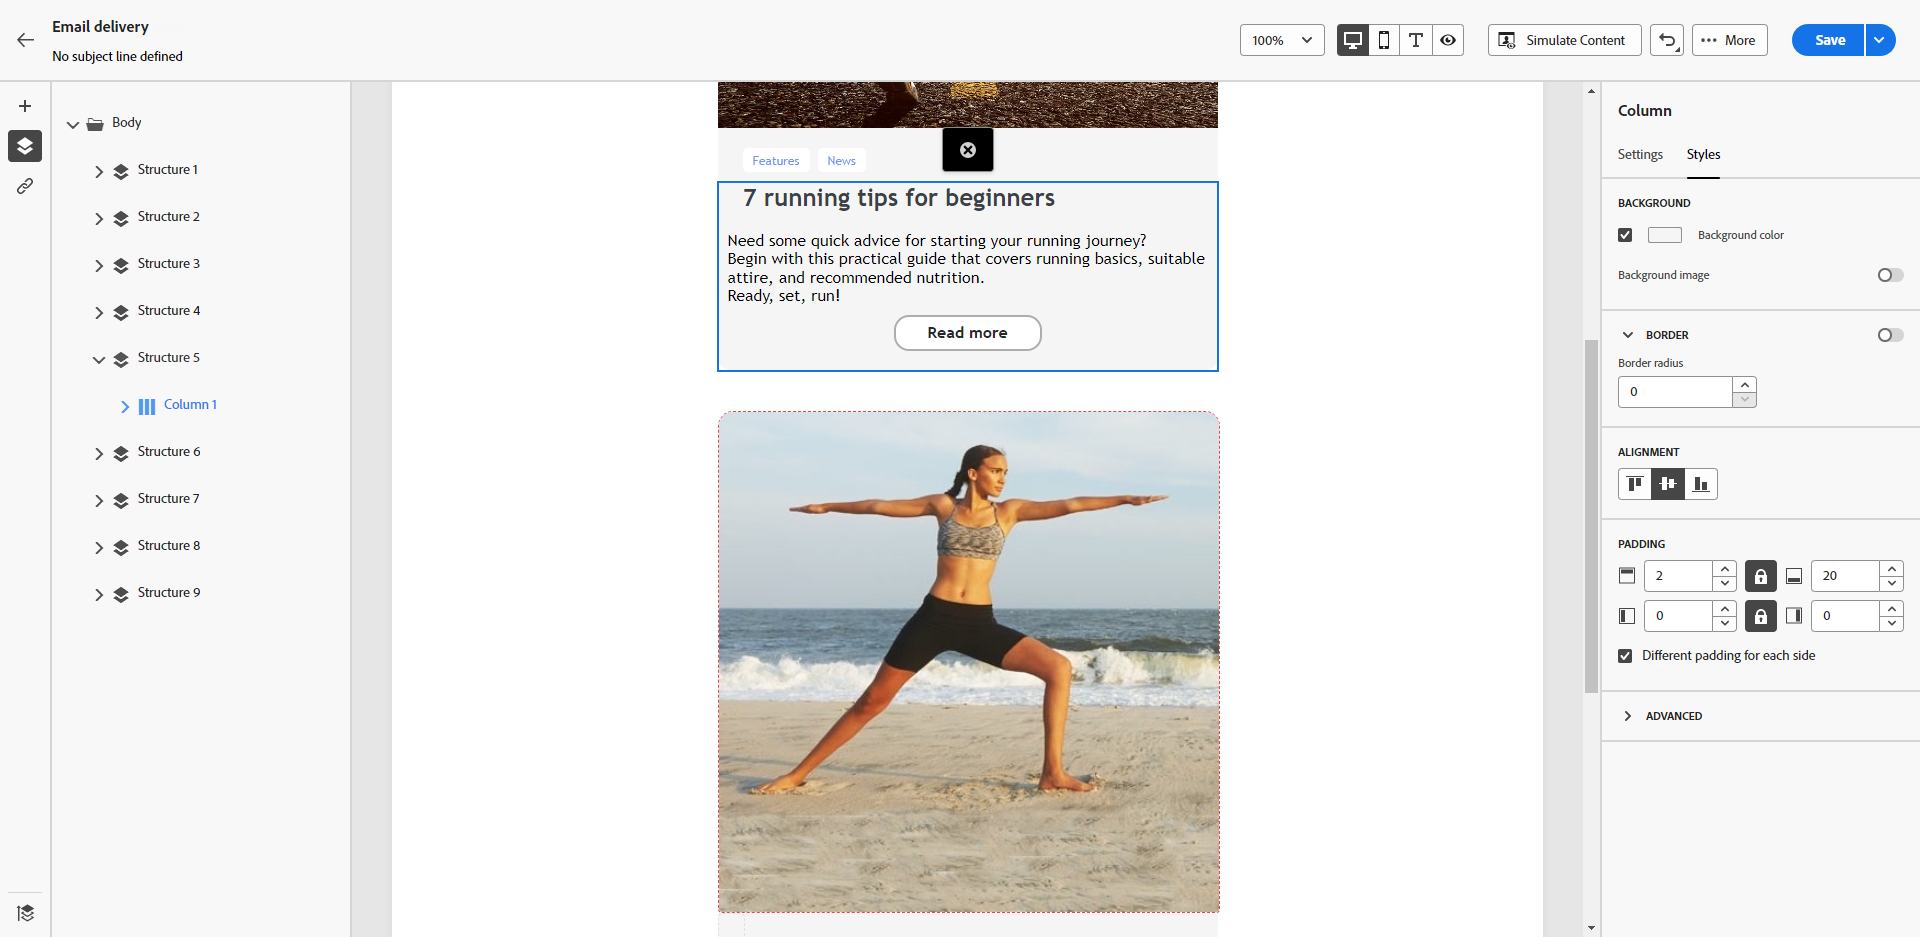 Email delivery
No subject line defined
100%
Simulate Content
More
Save
Body
Structure 1
Structure 2
Structure 3
Structure 4
Structure 5
Column 1
Structure 6
Structure 7
Structure 8
Structure 9
Features News
7 running tips for beginners
Need some quick advice for starting your running journey?
Begin with this practical guide that covers running basics, suitable
attire, and recommended nutrition.
Ready, set, run!
Read more
Column
Settings Styles
BACKGROUND
Background color
Background image
BORDER
Border radius
0
ALIGNMENT
PADDING
2 20
0 0
Different padding for each side
ADVANCED